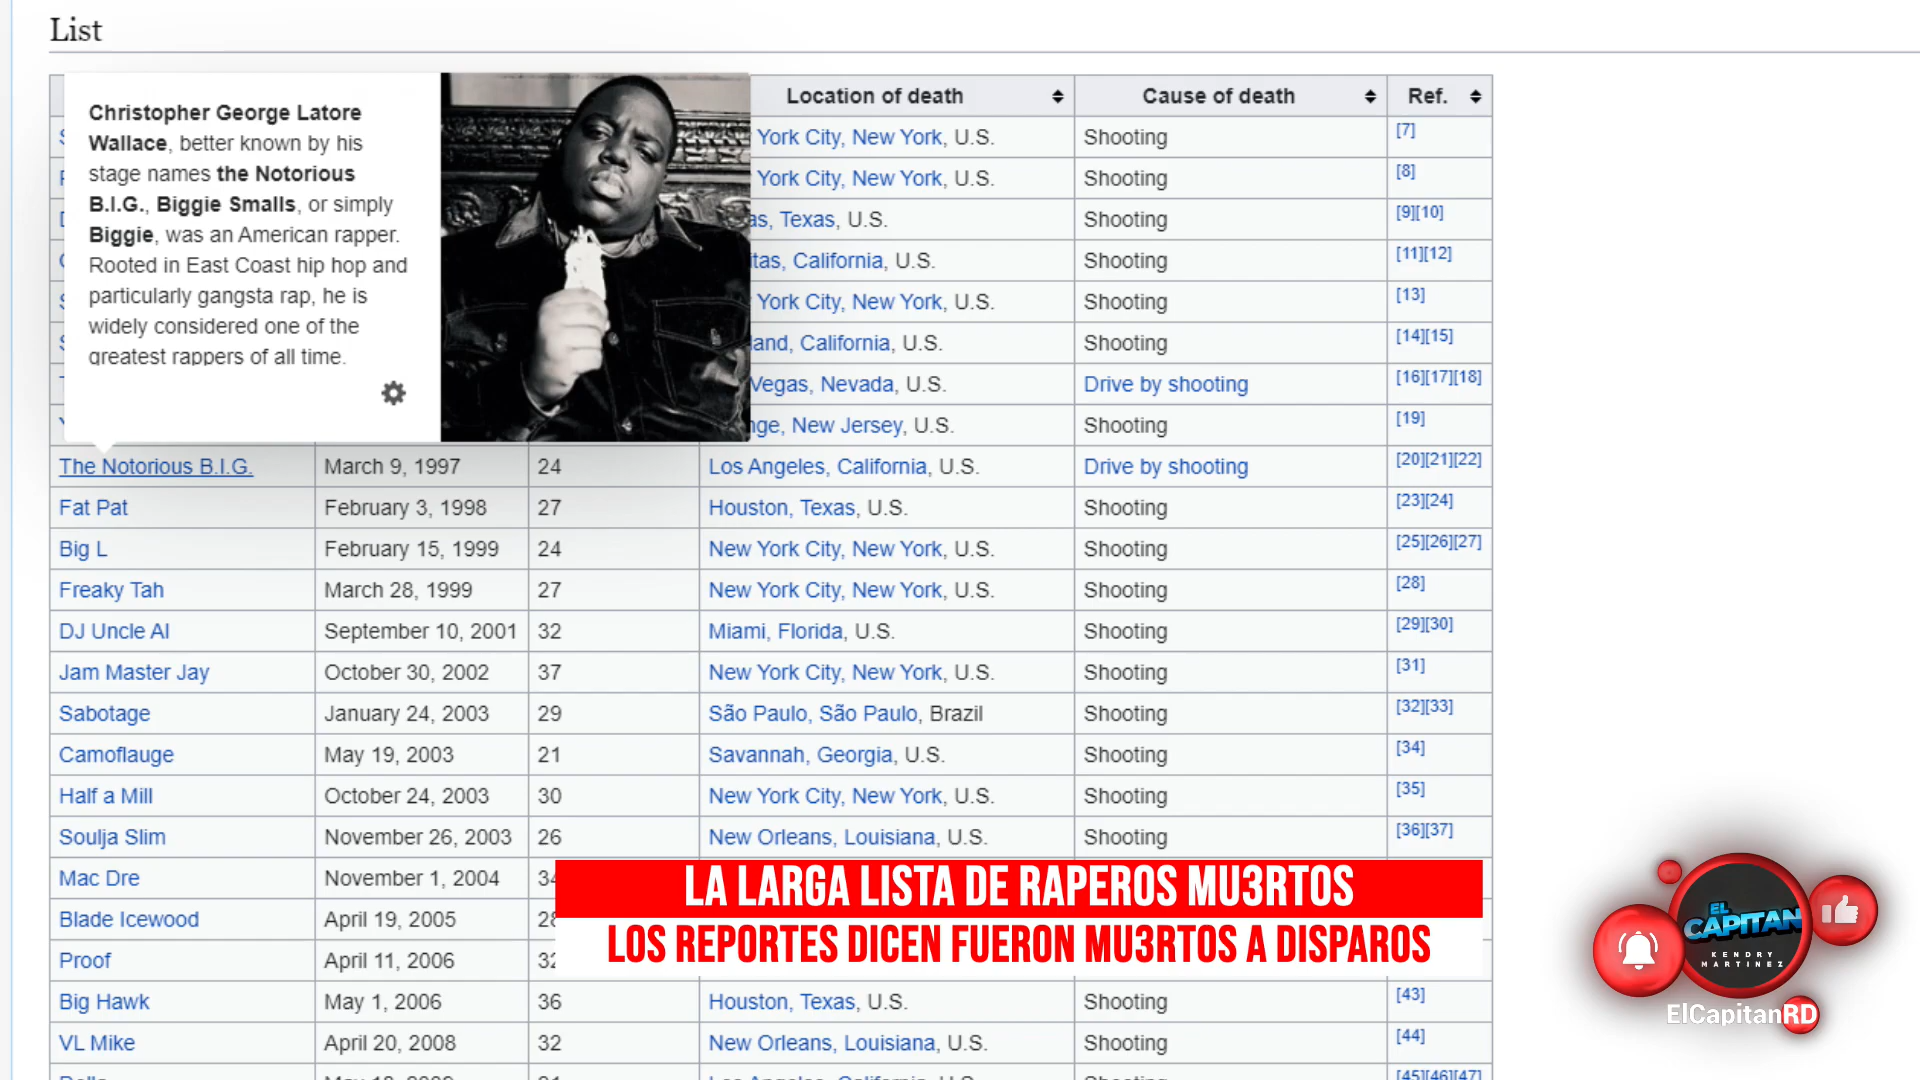 List
Location of death Cause of death Ref.
Christopher George Latore
Wallace, better known by his
stage names the Notorious
B.I.G., Biggie Smalls, or simply
Biggie, was an American rapper.
Rooted in East Coast hip hop and
particularly gangsta rap, he is
widely considered one of the
greatest rappers of all time.
York City, New York, U.S. Shooting [7]
York City, New York, U.S. Shooting [8]
as, Texas, U.S. Shooting [9][10]
tas, California, U.S. Shooting [11][12]
York City, New York, U.S. Shooting [13]
and, California, U.S. Shooting [14][15]
Vegas, Nevada, U.S. Drive by shooting [16][17][18]
nge, New Jersey, U.S. Shooting [19]
The Notorious B.I.G. March 9, 1997 24 Los Angeles, California, U.S. Drive by shooting [20][21][22]
Fat Pat February 3, 1998 27 Houston, Texas, U.S. Shooting [23][24]
Big L February 15, 1999 24 New York City, New York, U.S. Shooting [25][26][27]
Freaky Tah March 28, 1999 27 New York City, New York, U.S. Shooting [28]
DJ Uncle Al September 10, 2001 32 Miami, Florida, U.S. Shooting [29][30]
Jam Master Jay October 30, 2002 37 New York City, New York, U.S. Shooting [31]
Sabotage January 24, 2003 29 São Paulo, São Paulo, Brazil Shooting [32][33]
Camoflauge May 19, 2003 21 Savannah, Georgia, U.S. Shooting [34]
Half a Mill October 24, 2003 30 New York City, New York, U.S. Shooting [35]
Soulja Slim November 26, 2003 26 New Orleans, Louisiana, U.S. Shooting [36][37]
Mac Dre November 1, 2004 34
Blade Icewood April 19, 2005 28
Proof April 11, 2006 32
Big Hawk May 1, 2006 36 Houston, Texas, U.S. Shooting [43]
VL Mike April 20, 2008 32 New Orleans, Louisiana, U.S. Shooting [44]
LA LARGA LISTA DE RAPEROS MU3RTOS
LOS REPORTES DICEN FUERON MU3RTOS A DISPAROS
EL
CAPITAN
KENDRY
MARTINEZ
ElCapitanRD